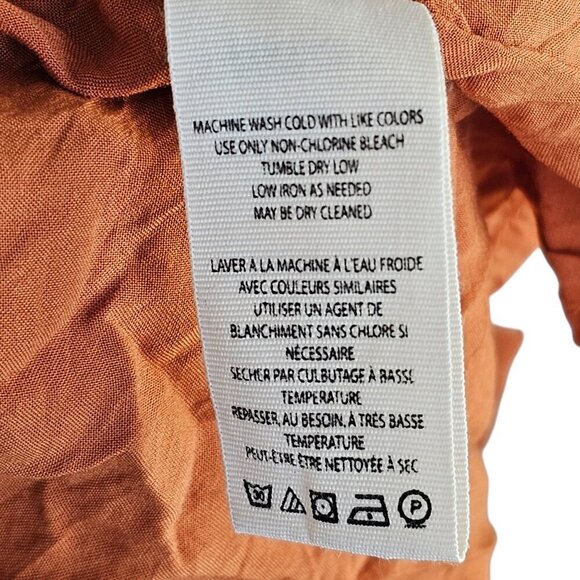 MACHINE WASH COLD WITH LIKE COLORS
USE ONLY NON-CHLORINE BLEACH
TUMBLE DRY LOW
LOW IRON AS NEEDED
MAY BE DRY CLEANED
LAVER A LA MACHINE À L'EAU FROIDE
AVEC COULEURS SIMILAIRES
UTILISER UN AGENT DE
BLANCHIMENT SANS CHLORE SI
NÉCESSAIRE
SÉCHER PAR CULBUTAGE À BASSE
TEMPERATURE
REPASSER, AU BESOIN, À TRÈS BASSE
TEMPÉRATURE
PEUT-ÊTRE ÊTRE NETTOYÉE À SEC
30 P